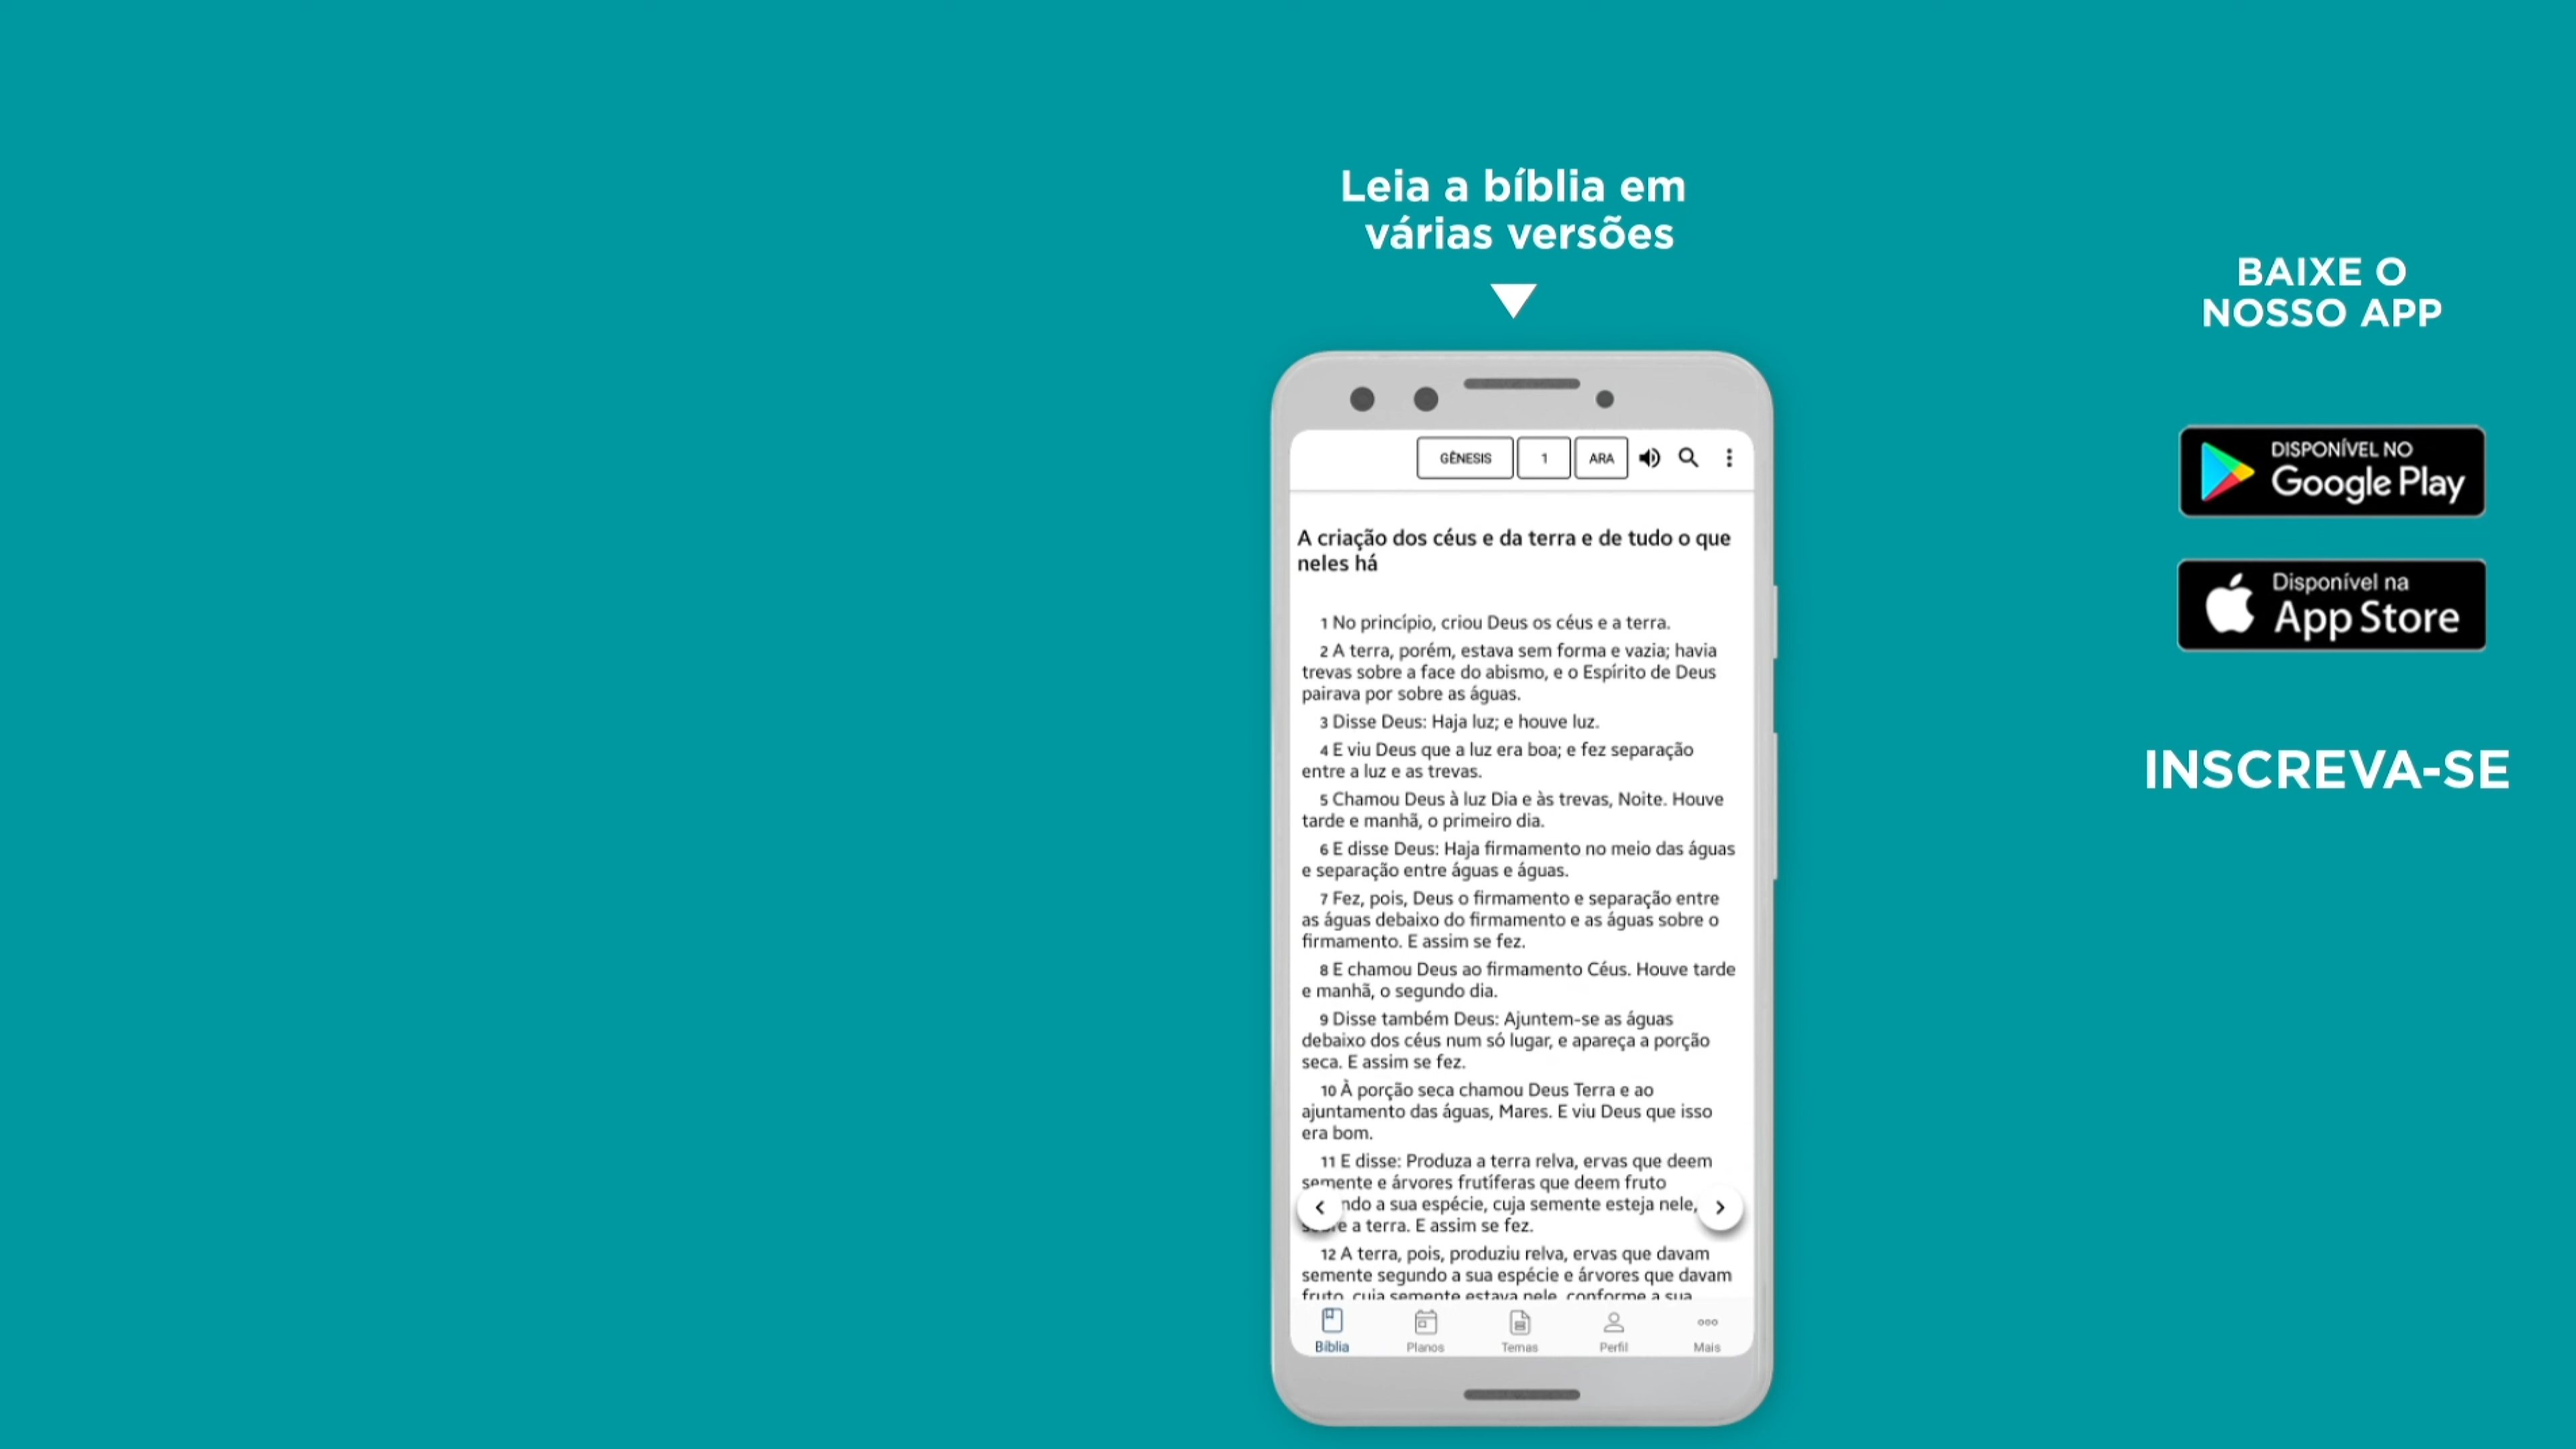 Leia a bíblia em
várias versões
BAIXE O
NOSSO APP
DISPONÍVEL NO
Google Play
Disponível na
App Store
INSCREVA-SE
GÊNESIS 1 ARA
A criação dos céus e da terra e de tudo o que
neles há
1 No princípio, criou Deus os céus e a terra.
2 A terra, porém, estava sem forma e vazia; havia
trevas sobre a face do abismo, e o Espírito de Deus
pairava por sobre as águas.
3 Disse Deus: Haja luz; e houve luz.
4 E viu Deus que a luz era boa; e fez separação
entre a luz e as trevas.
5 Chamou Deus à luz Dia e às trevas, Noite. Houve
tarde e manhã, o primeiro dia.
6 E disse Deus: Haja firmamento no meio das águas
e separação entre águas e águas.
7 Fez, pois, Deus o firmamento e separação entre
as águas debaixo do firmamento e as águas sobre o
firmamento. E assim se fez.
8 E chamou Deus ao firmamento Céus. Houve tarde
e manhã, o segundo dia.
9 Disse também Deus: Ajuntem-se as águas
debaixo dos céus num só lugar, e apareça a porção
seca. E assim se fez.
10 À porção seca chamou Deus Terra e ao
ajuntamento das águas, Mares. E viu Deus que isso
era bom.
11 E disse: Produza a terra relva, ervas que deem
semente e árvores frutíferas que deem fruto
a sua espécie, cuja semente esteja nele,
a terra. E assim se fez.
12 A terra, pois, produziu relva, ervas que davam
semente segundo a sua espécie e árvores que davam
fruto, cuja semente estava nele, conforme a sua
Bíblia Planos Temas Perfil Mais